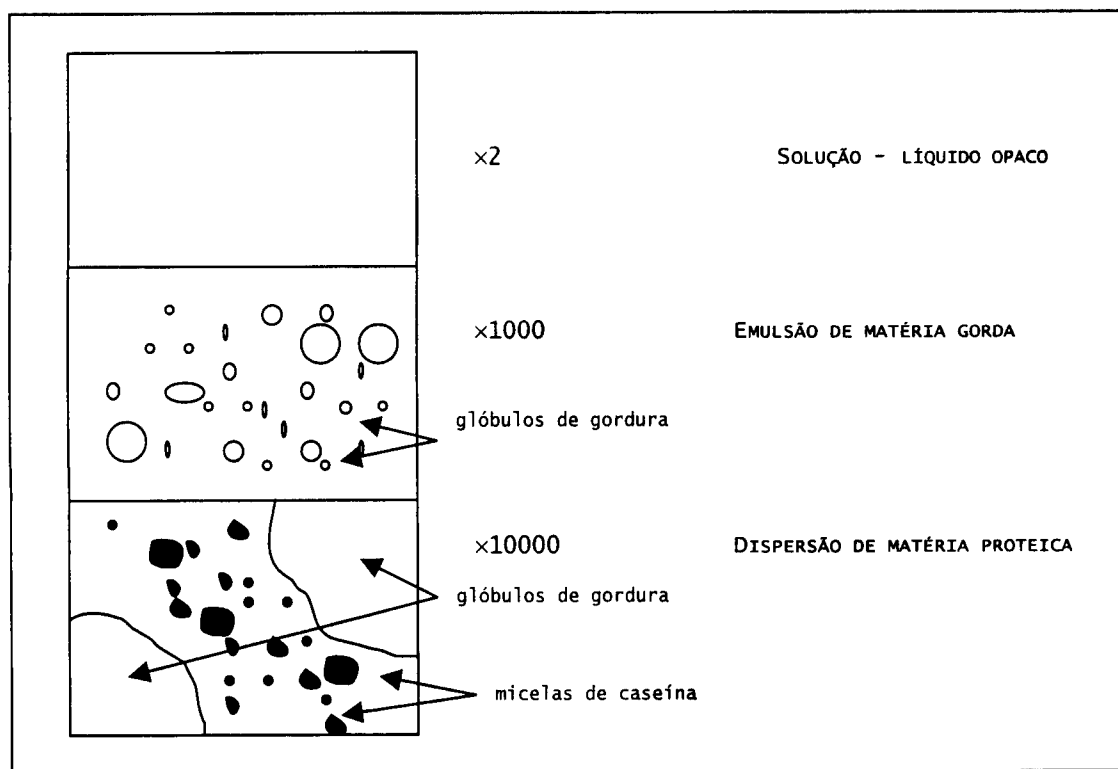 ×2 SOLUÇÃO - LÍQUIDO OPACO
×1000 EMULSÃO DE MATÉRIA GORDA
glóbulos de gordura
×10000 DISPERSÃO DE MATÉRIA PROTEICA
glóbulos de gordura
micelas de caseína